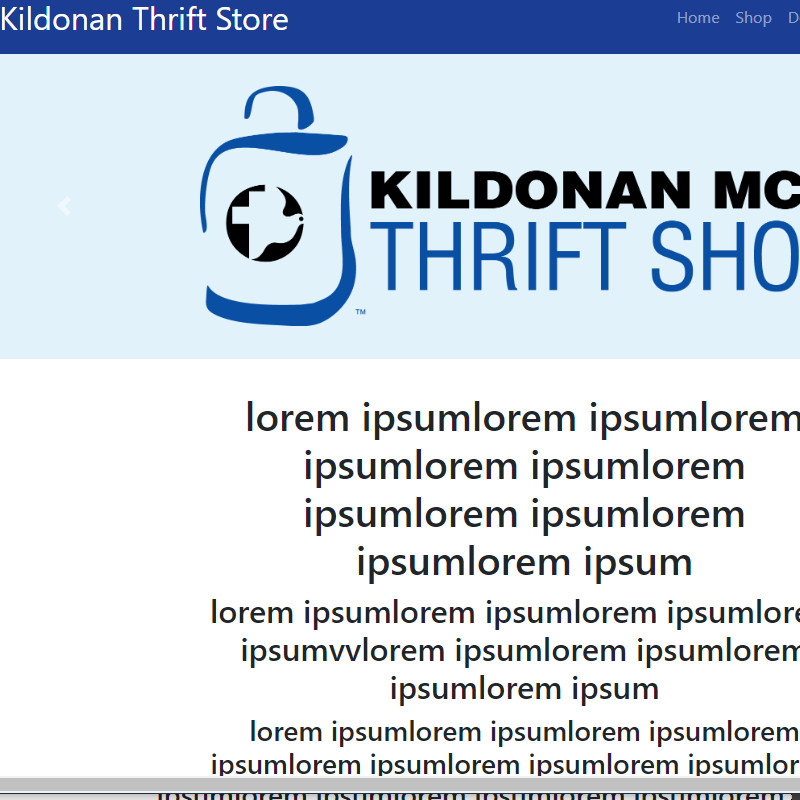 Kildonan Thrift Store
Home Shop
KILDONAN MC
THRIFT SHO
™
lorem ipsumlorem ipsumlorem
ipsumlorem ipsumlorem
ipsumlorem ipsumlorem
ipsumlorem ipsum
lorem ipsumlorem ipsumlorem ipsumlore
ipsumvvlorem ipsumlorem ipsumlorem
ipsumlorem ipsum
lorem ipsumlorem ipsumlorem ipsumlorem
ipsumlorem ipsumlorem ipsumlorem ipsumlor